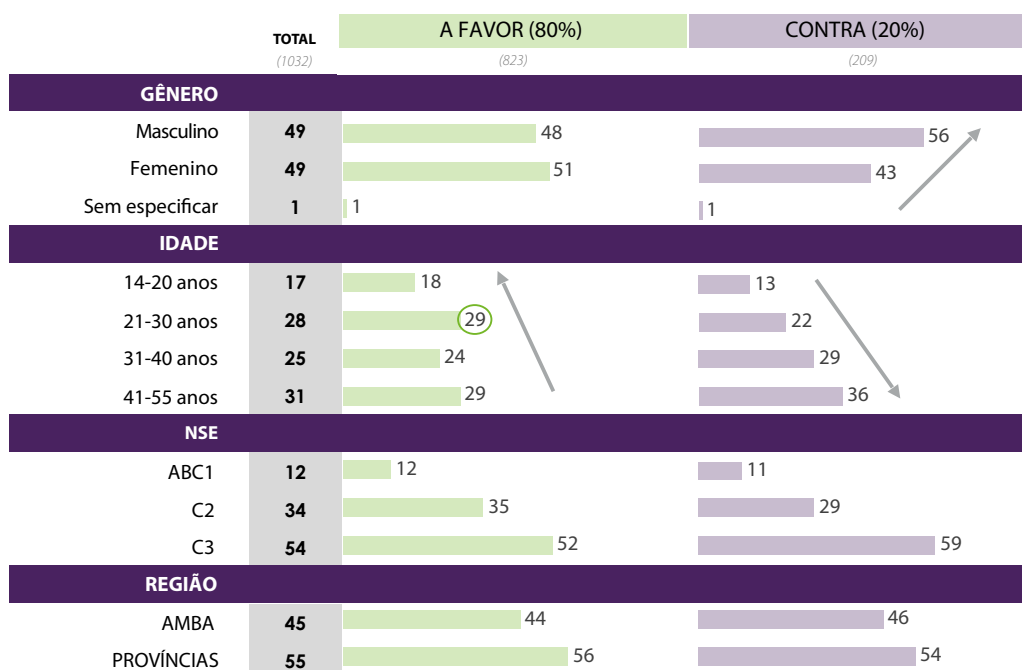 TOTAL A FAVOR (80%) CONTRA (20%)
(1032) (823) (209)
GÊNERO
Masculino 49 48 56
Femenino 49 51 43
Sem especificar 1 1 1
IDADE
14-20 anos 17 18 13
21-30 anos 28 29 22
31-40 anos 25 24 29
41-55 anos 31 29 36
NSE
ABC1 12 12 11
C2 34 35 29
C3 54 52 59
REGIÃO
AMBA 45 44 46
PROVÍNCIAS 55 56 54